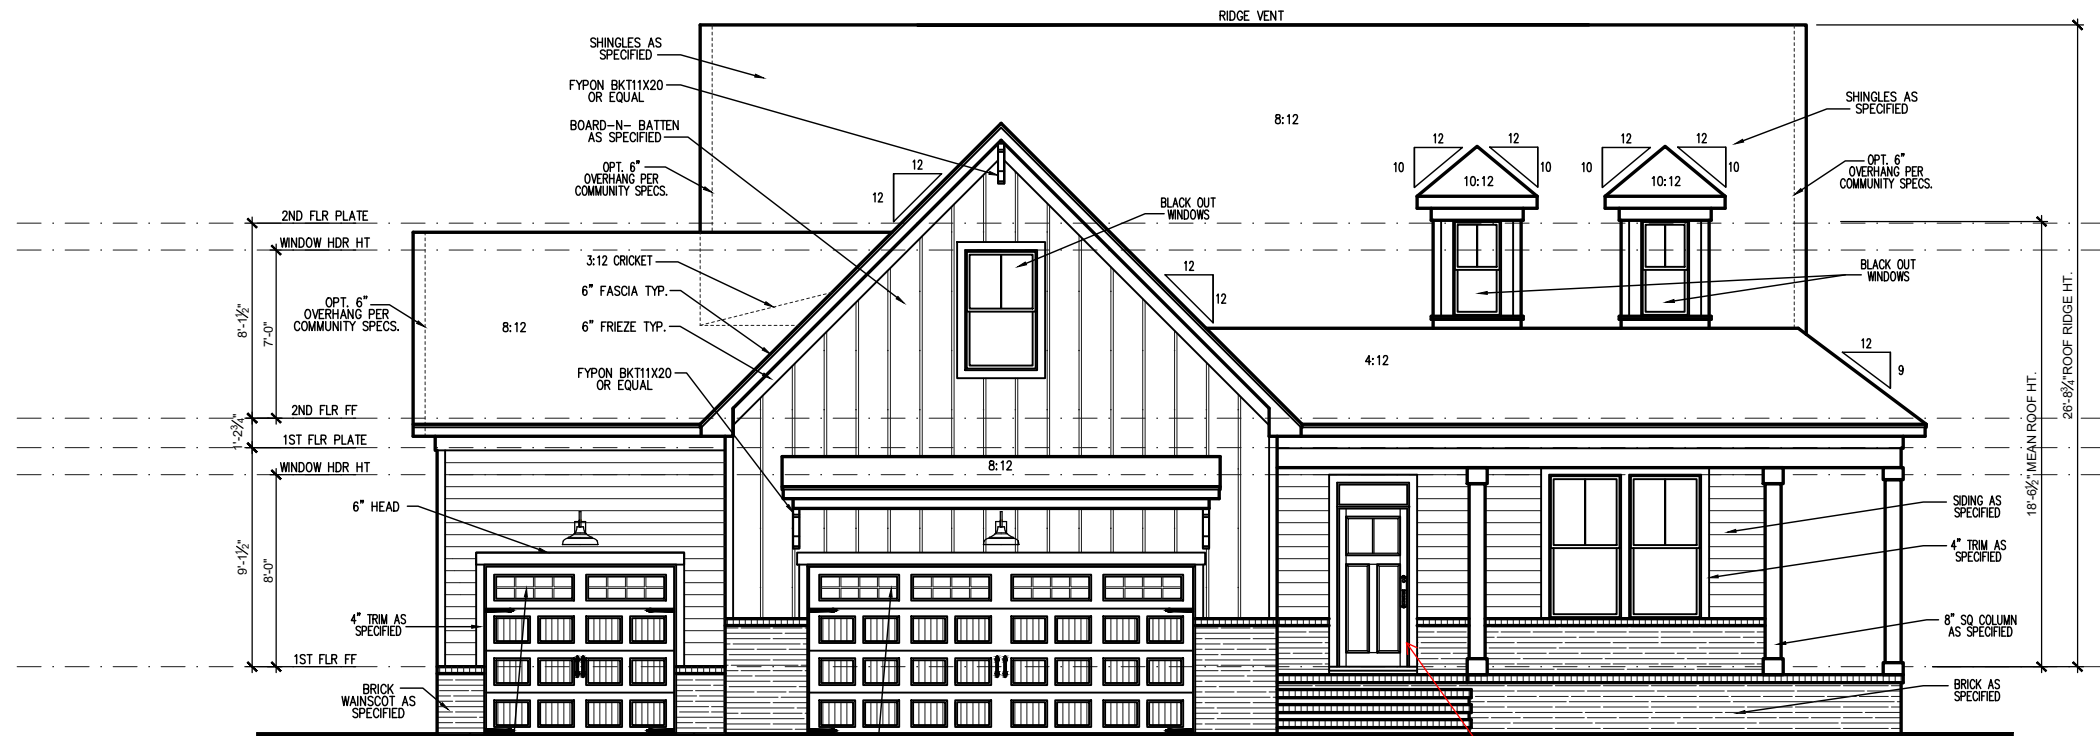 RIDGE VENT
SHINGLES AS
SPECIFIED
FYPON BKT11X20
OR EQUAL
BOARD-N- BATTEN
AS SPECIFIED
OPT. 6"
OVERHANG PER
COMMUNITY SPECS.
12
12
8:12
12
12
10
10
10:12
12
12
10
10
10:12
SHINGLES AS
SPECIFIED
OPT. 6"
OVERHANG PER
COMMUNITY SPECS.
2ND FLR PLATE
WINDOW HDR HT
BLACK OUT
WINDOWS
3:12 CRICKET
6" FASCIA TYP.
6" FRIEZE TYP.
FYPON BKT11X20
OR EQUAL
OPT. 6"
OVERHANG PER
COMMUNITY SPECS.
8:12
12
12
BLACK OUT
WINDOWS
4:12
12
9
8'-1½"
7'-0"
2ND FLR FF
1'-2¾"
1ST FLR PLATE
WINDOW HDR HT
8:12
6" HEAD
9'-1½"
8'-0"
4" TRIM AS
SPECIFIED
1ST FLR FF
BRICK
WAINSCOT AS
SPECIFIED
SIDING AS
SPECIFIED
4" TRIM AS
SPECIFIED
8" SQ COLUMN
AS SPECIFIED
BRICK AS
SPECIFIED
18'-6½" MEAN ROOF HT.
26'-8¾" ROOF RIDGE HT.